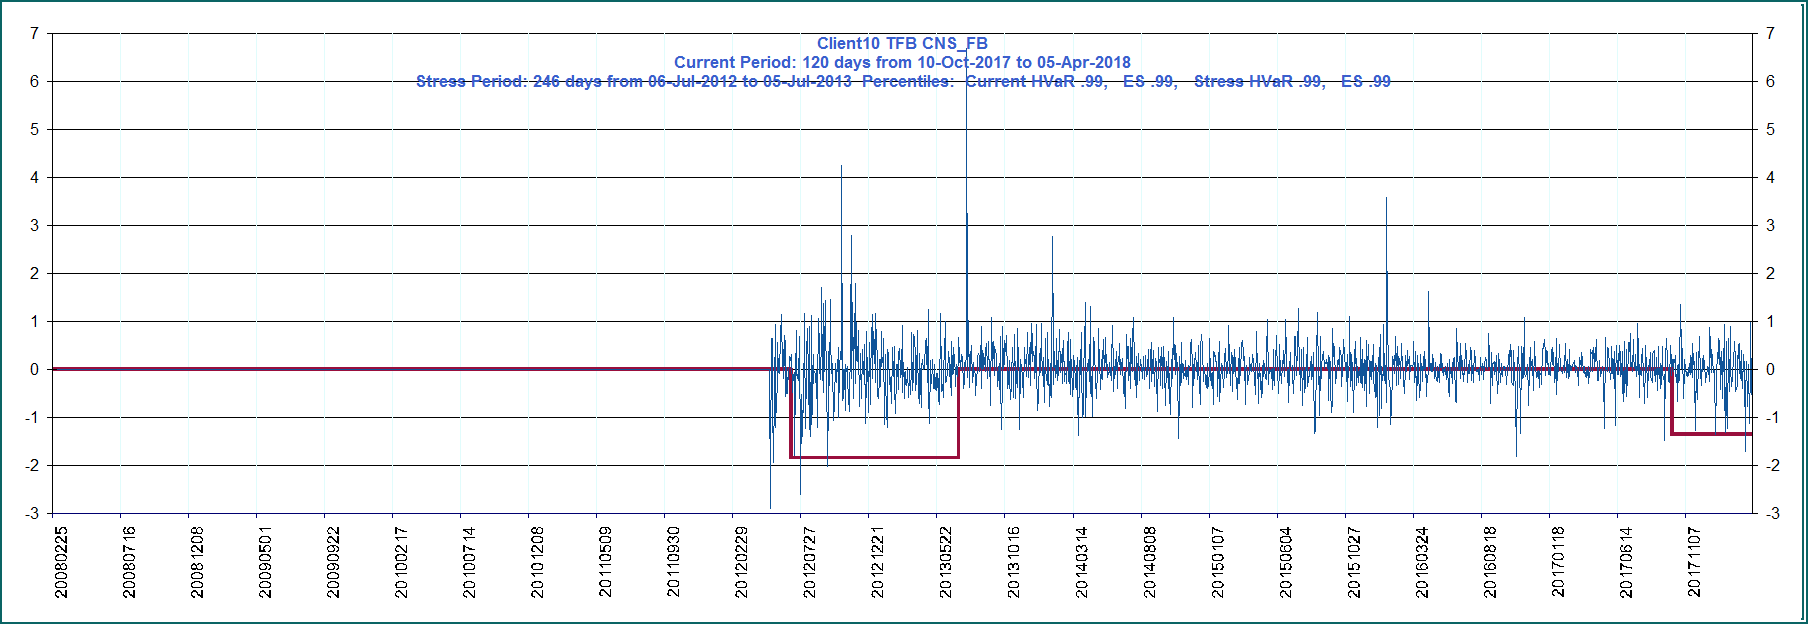 Client10 TFB CNS_FB
Current Period: 120 days from 10-Oct-2017 to 05-Apr-2018
Stress Period: 246 days from 06-Jul-2012 to 05-Jul-2013 Percentiles: Current HVaR .99, ES .99, Stress HVaR .99, ES .99
7 7
6 6
5 5
4 4
3 3
2 2
1 1
0 0
-1 -1
-2 -2
-3 -3
20080225 20080716 20081208 20090501 20090922 20100217 20100714 20101208 20110509 20110930 20120229 20120727 20121221 20130522 20131016 20140314 20140808 20150107 20150604 20151027 20160324 20160818 20170118 20170614 20171107